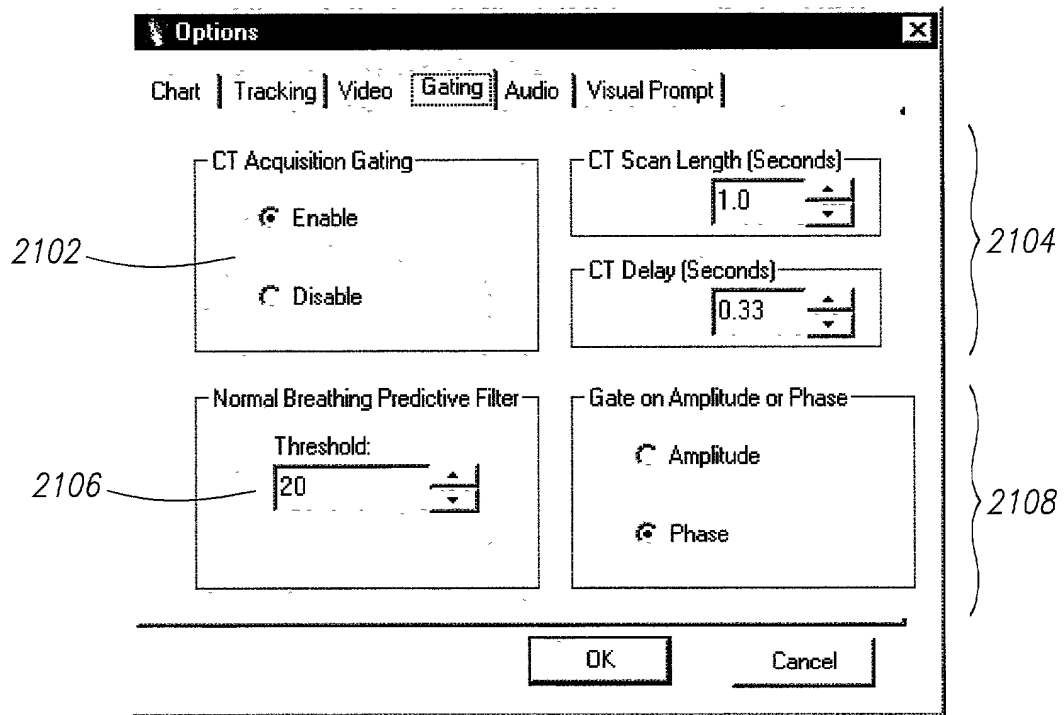 Options
Chart Tracking Video Gating Audio Visual Prompt
CT Acquisition Gating
Enable
Disable
CT Scan Length (Seconds)
1.0
CT Delay (Seconds)
0.33
2102
2104
Normal Breathing Predictive Filter
Threshold:
20
Gate on Amplitude or Phase
Amplitude
Phase
2106
2108
OK
Cancel